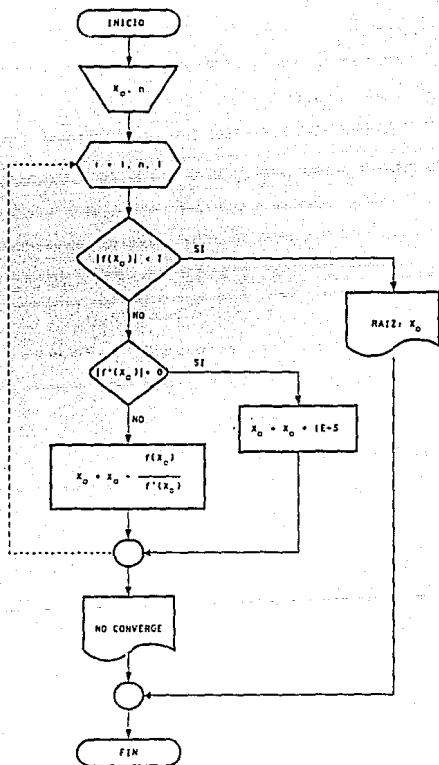 INICIO
X₀, n
i = 1, n, 1
|f(X₀)| < T
SI
NO
RAIZ: X₀
|f'(X₀)| = 0
SI
NO
X₀ = X₀ + 1E-5
X₀ = X₀ - f(X₀) / f'(X₀)
NO CONVERGE
FIN